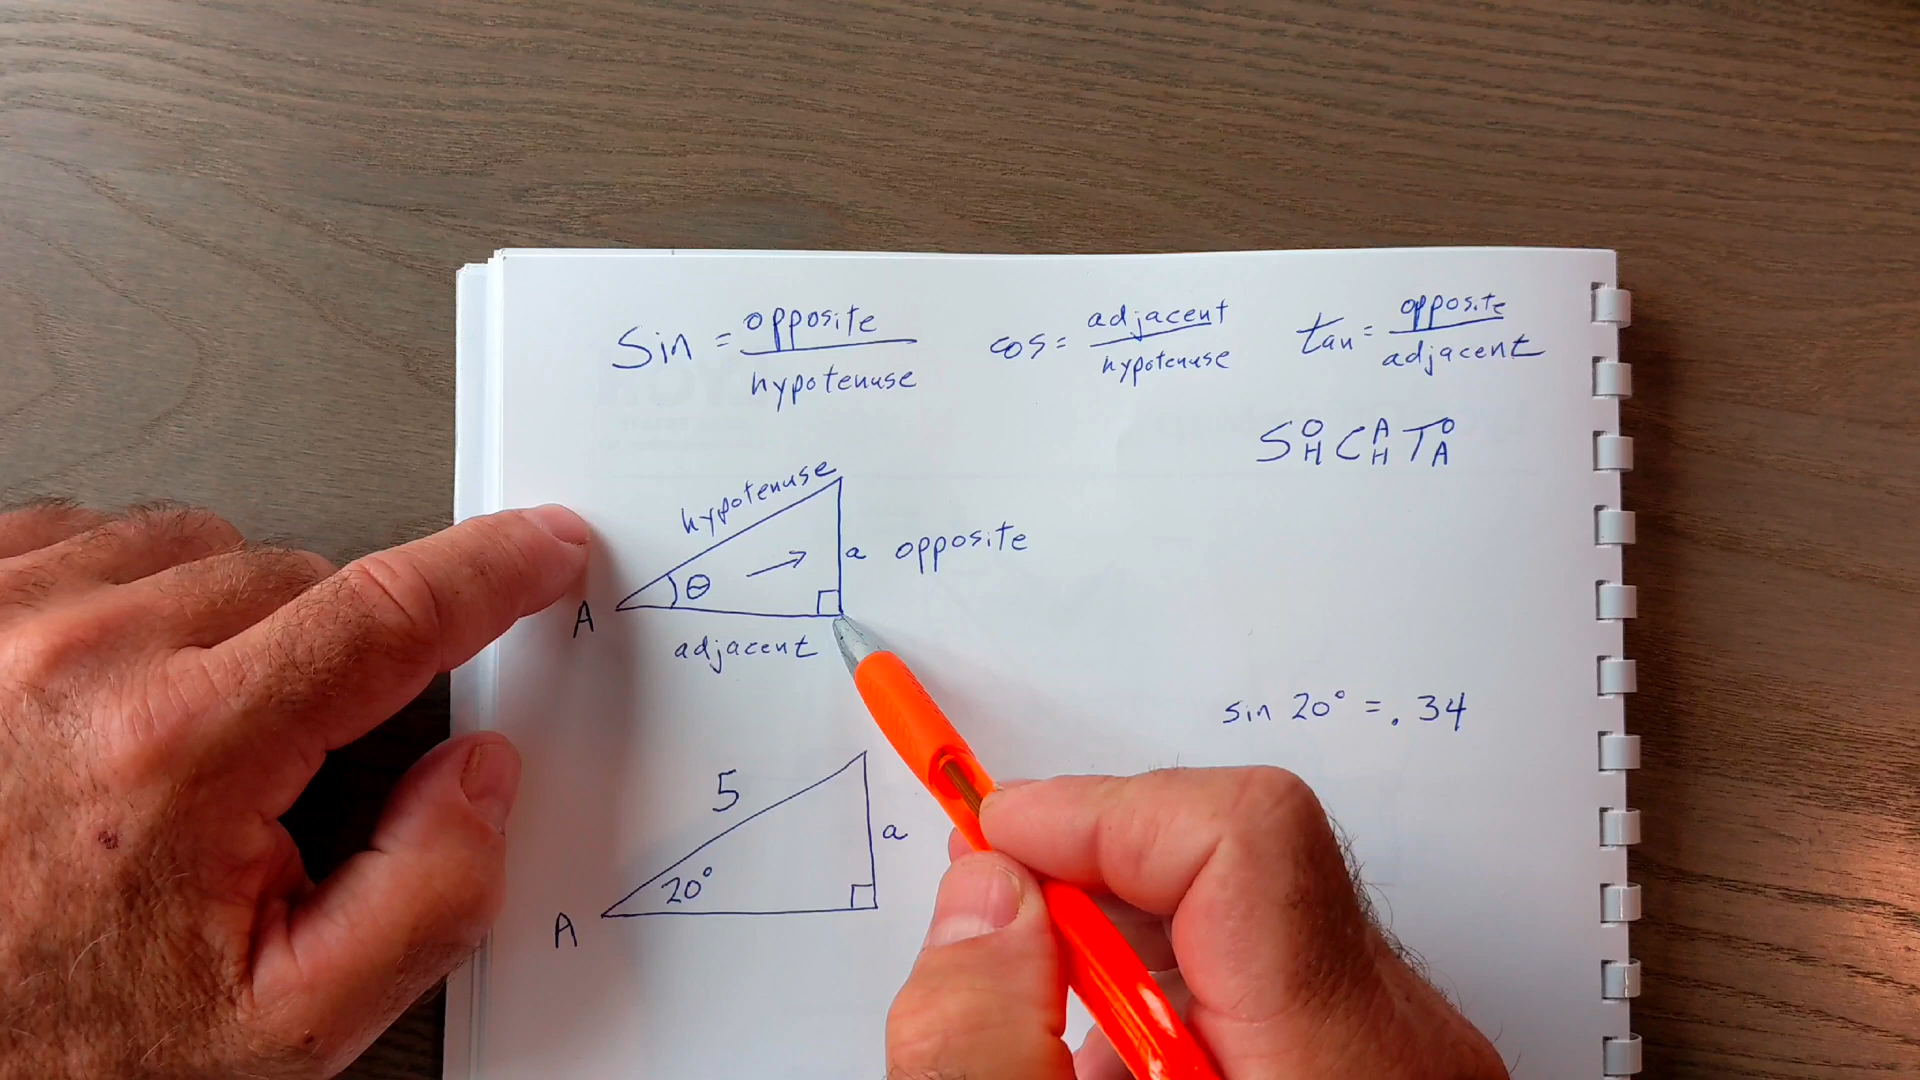 sin = opposite / hypotenuse cos = adjacent / hypotenuse tan = opposite / adjacent
S O/H C A/H T O/A
hypotenuse
θ → a opposite
A
adjacent
sin 20° = .34
5
a
20°
A